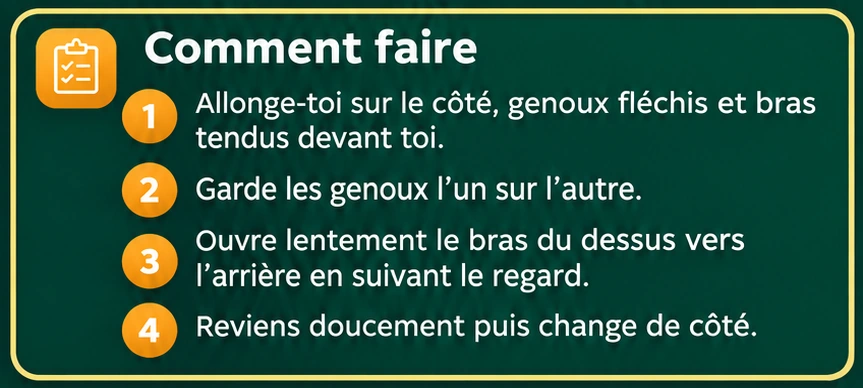 Comment faire
1 Allonge-toi sur le côté, genoux fléchis et bras
tendus devant toi.
2 Garde les genoux l’un sur l’autre.
3 Ouvre lentement le bras du dessus vers
l’arrière en suivant le regard.
4 Reviens doucement puis change de côté.